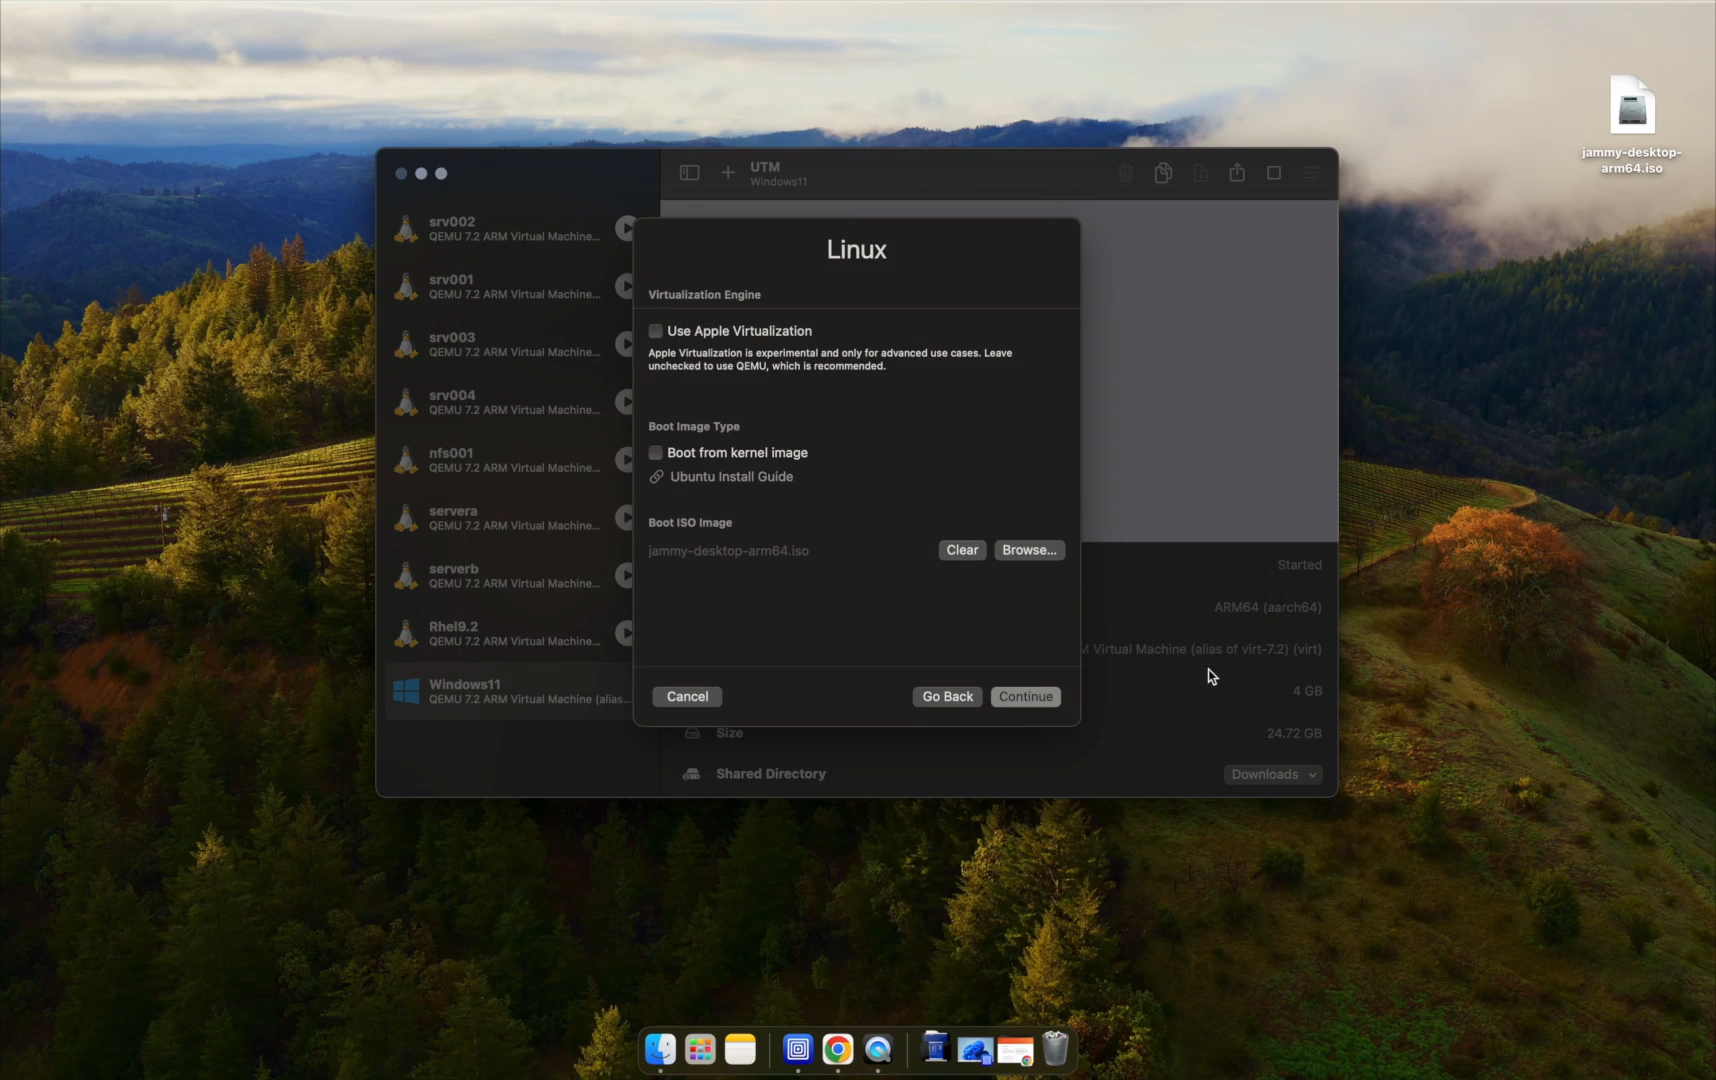 jammy-desktop-
arm64.iso
UTM
Windows11
srv002
QEMU 7.2 ARM Virtual Machine...
srv001
QEMU 7.2 ARM Virtual Machine...
srv003
QEMU 7.2 ARM Virtual Machine...
srv004
QEMU 7.2 ARM Virtual Machine...
nfs001
QEMU 7.2 ARM Virtual Machine...
servera
QEMU 7.2 ARM Virtual Machine...
serverb
QEMU 7.2 ARM Virtual Machine...
Rhel9.2
QEMU 7.2 ARM Virtual Machine...
Windows11
QEMU 7.2 ARM Virtual Machine (alias...
Linux
Virtualization Engine
Use Apple Virtualization
Apple Virtualization is experimental and only for advanced use cases. Leave
unchecked to use QEMU, which is recommended.
Boot Image Type
Boot from kernel image
Ubuntu Install Guide
Boot ISO Image
jammy-desktop-arm64.iso Clear Browse...
Cancel Go Back Continue
Started
ARM64 (aarch64)
Virtual Machine (alias of virt-7.2) (virt)
4 GB
Size 24.72 GB
Shared Directory Downloads